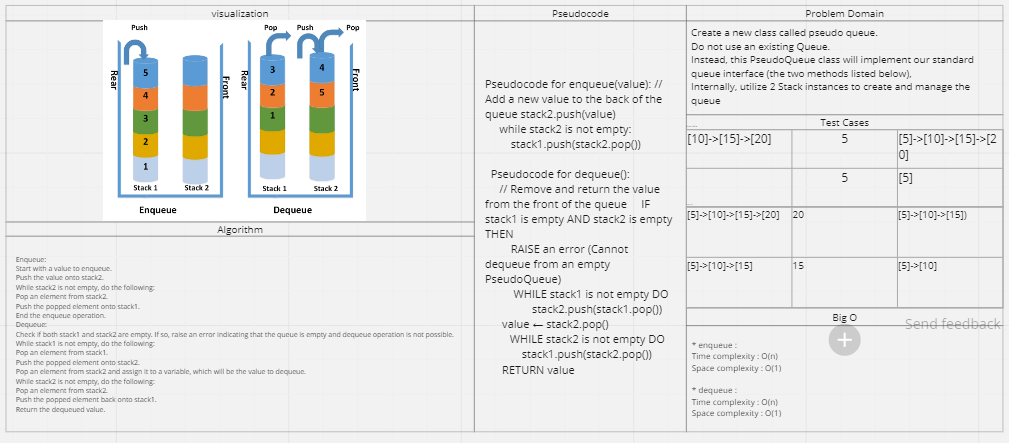 visualization
Push
Pop
Push
Pop
Rear
Front
Rear
Front
5
4
3
2
1
3
2
1
4
5
Stack 1
Stack 2
Stack 1
Stack 2
Enqueue
Dequeue
Algorithm
Enqueue:
Start with a value to enqueue.
Push the value onto stack2.
While stack2 is not empty, do the following:
Pop an element from stack2.
Push the popped element onto stack1.
End the enqueue operation.
Dequeue:
Check if both stack1 and stack2 are empty. If so, raise an error indicating that the queue is empty and dequeue operation is not possible.
While stack1 is not empty, do the following:
Pop an element from stack1.
Push the popped element onto stack2.
Pop an element from stack2 and assign it to a variable, which will be the value to dequeue.
While stack2 is not empty, do the following:
Pop an element from stack2.
Push the popped element back onto stack1.
Return the dequeued value.
Pseudocode
Pseudocode for enqueue(value): //
Add a new value to the back of the
queue stack2.push(value)
while stack2 is not empty:
stack1.push(stack2.pop())
Pseudocode for dequeue():
// Remove and return the value
from the front of the queue IF
stack1 is empty AND stack2 is empty
THEN
RAISE an error (Cannot
dequeue from an empty
PseudoQueue)
WHILE stack1 is not empty DO
stack2.push(stack1.pop())
value ← stack2.pop()
WHILE stack2 is not empty DO
stack1.push(stack2.pop())
RETURN value
Problem Domain
Create a new class called pseudo queue.
Do not use an existing Queue.
Instead, this PseudoQueue class will implement our standard
queue interface (the two methods listed below),
Internally, utilize 2 Stack instances to create and manage the
queue
Test Cases
[10]->[15]->[20]
5
[5]->[10]->[15]->[2
0]
5
[5]
[5]->[10]->[15]->[20]
20
[5]->[10]->[15])
[5]->[10]->[15]
15
[5]->[10]
Big O
Send feedback
* enqueue :
Time complexity : O(n)
Space complexity : O(1)
* dequeue :
Time complexity : O(n)
Space complexity : O(1)